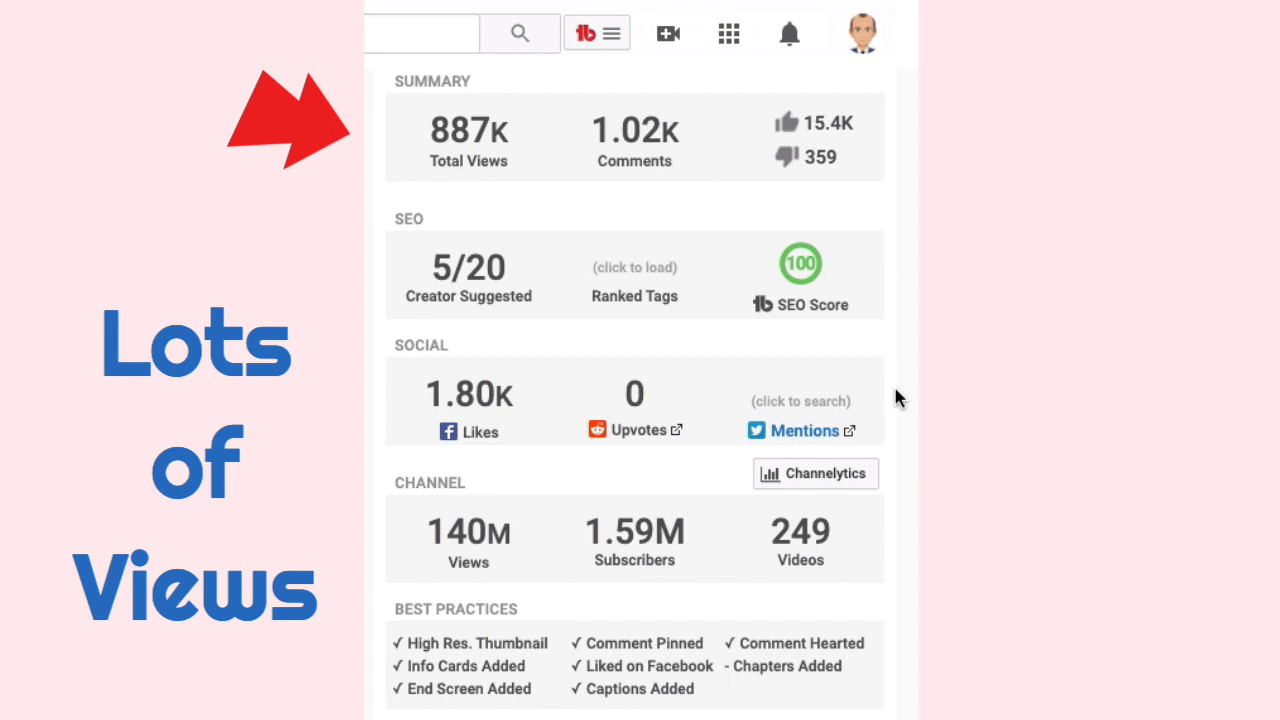 SUMMARY
887K
1.02K
15.4K
359
Total Views
Comments
SEO
5/20
(click to load)
100
Creator Suggested
Ranked Tags
tb SEO Score
SOCIAL
1.80K
0
(click to search)
Likes
Upvotes
Mentions
CHANNEL
Channelytics
140M
1.59M
249
Views
Subscribers
Videos
BEST PRACTICES
√ High Res. Thumbnail
√ Comment Pinned
√ Comment Hearted
√ Info Cards Added
√ Liked on Facebook
- Chapters Added
√ End Screen Added
√ Captions Added
Lots
of
Views